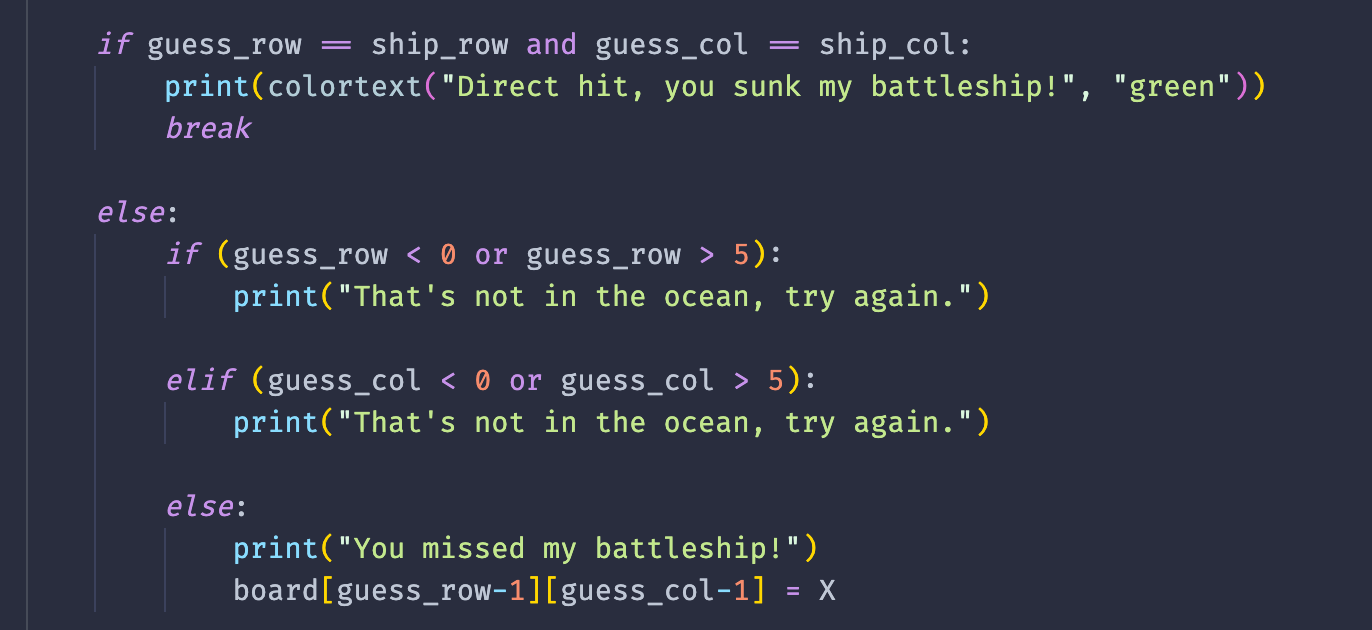 if guess_row == ship_row and guess_col == ship_col:
print(colortext("Direct hit, you sunk my battleship!", "green"))
break
else:
if (guess_row < 0 or guess_row > 5):
print("That's not in the ocean, try again.")
elif (guess_col < 0 or guess_col > 5):
print("That's not in the ocean, try again.")
else:
print("You missed my battleship!")
board[guess_row-1][guess_col-1] = X